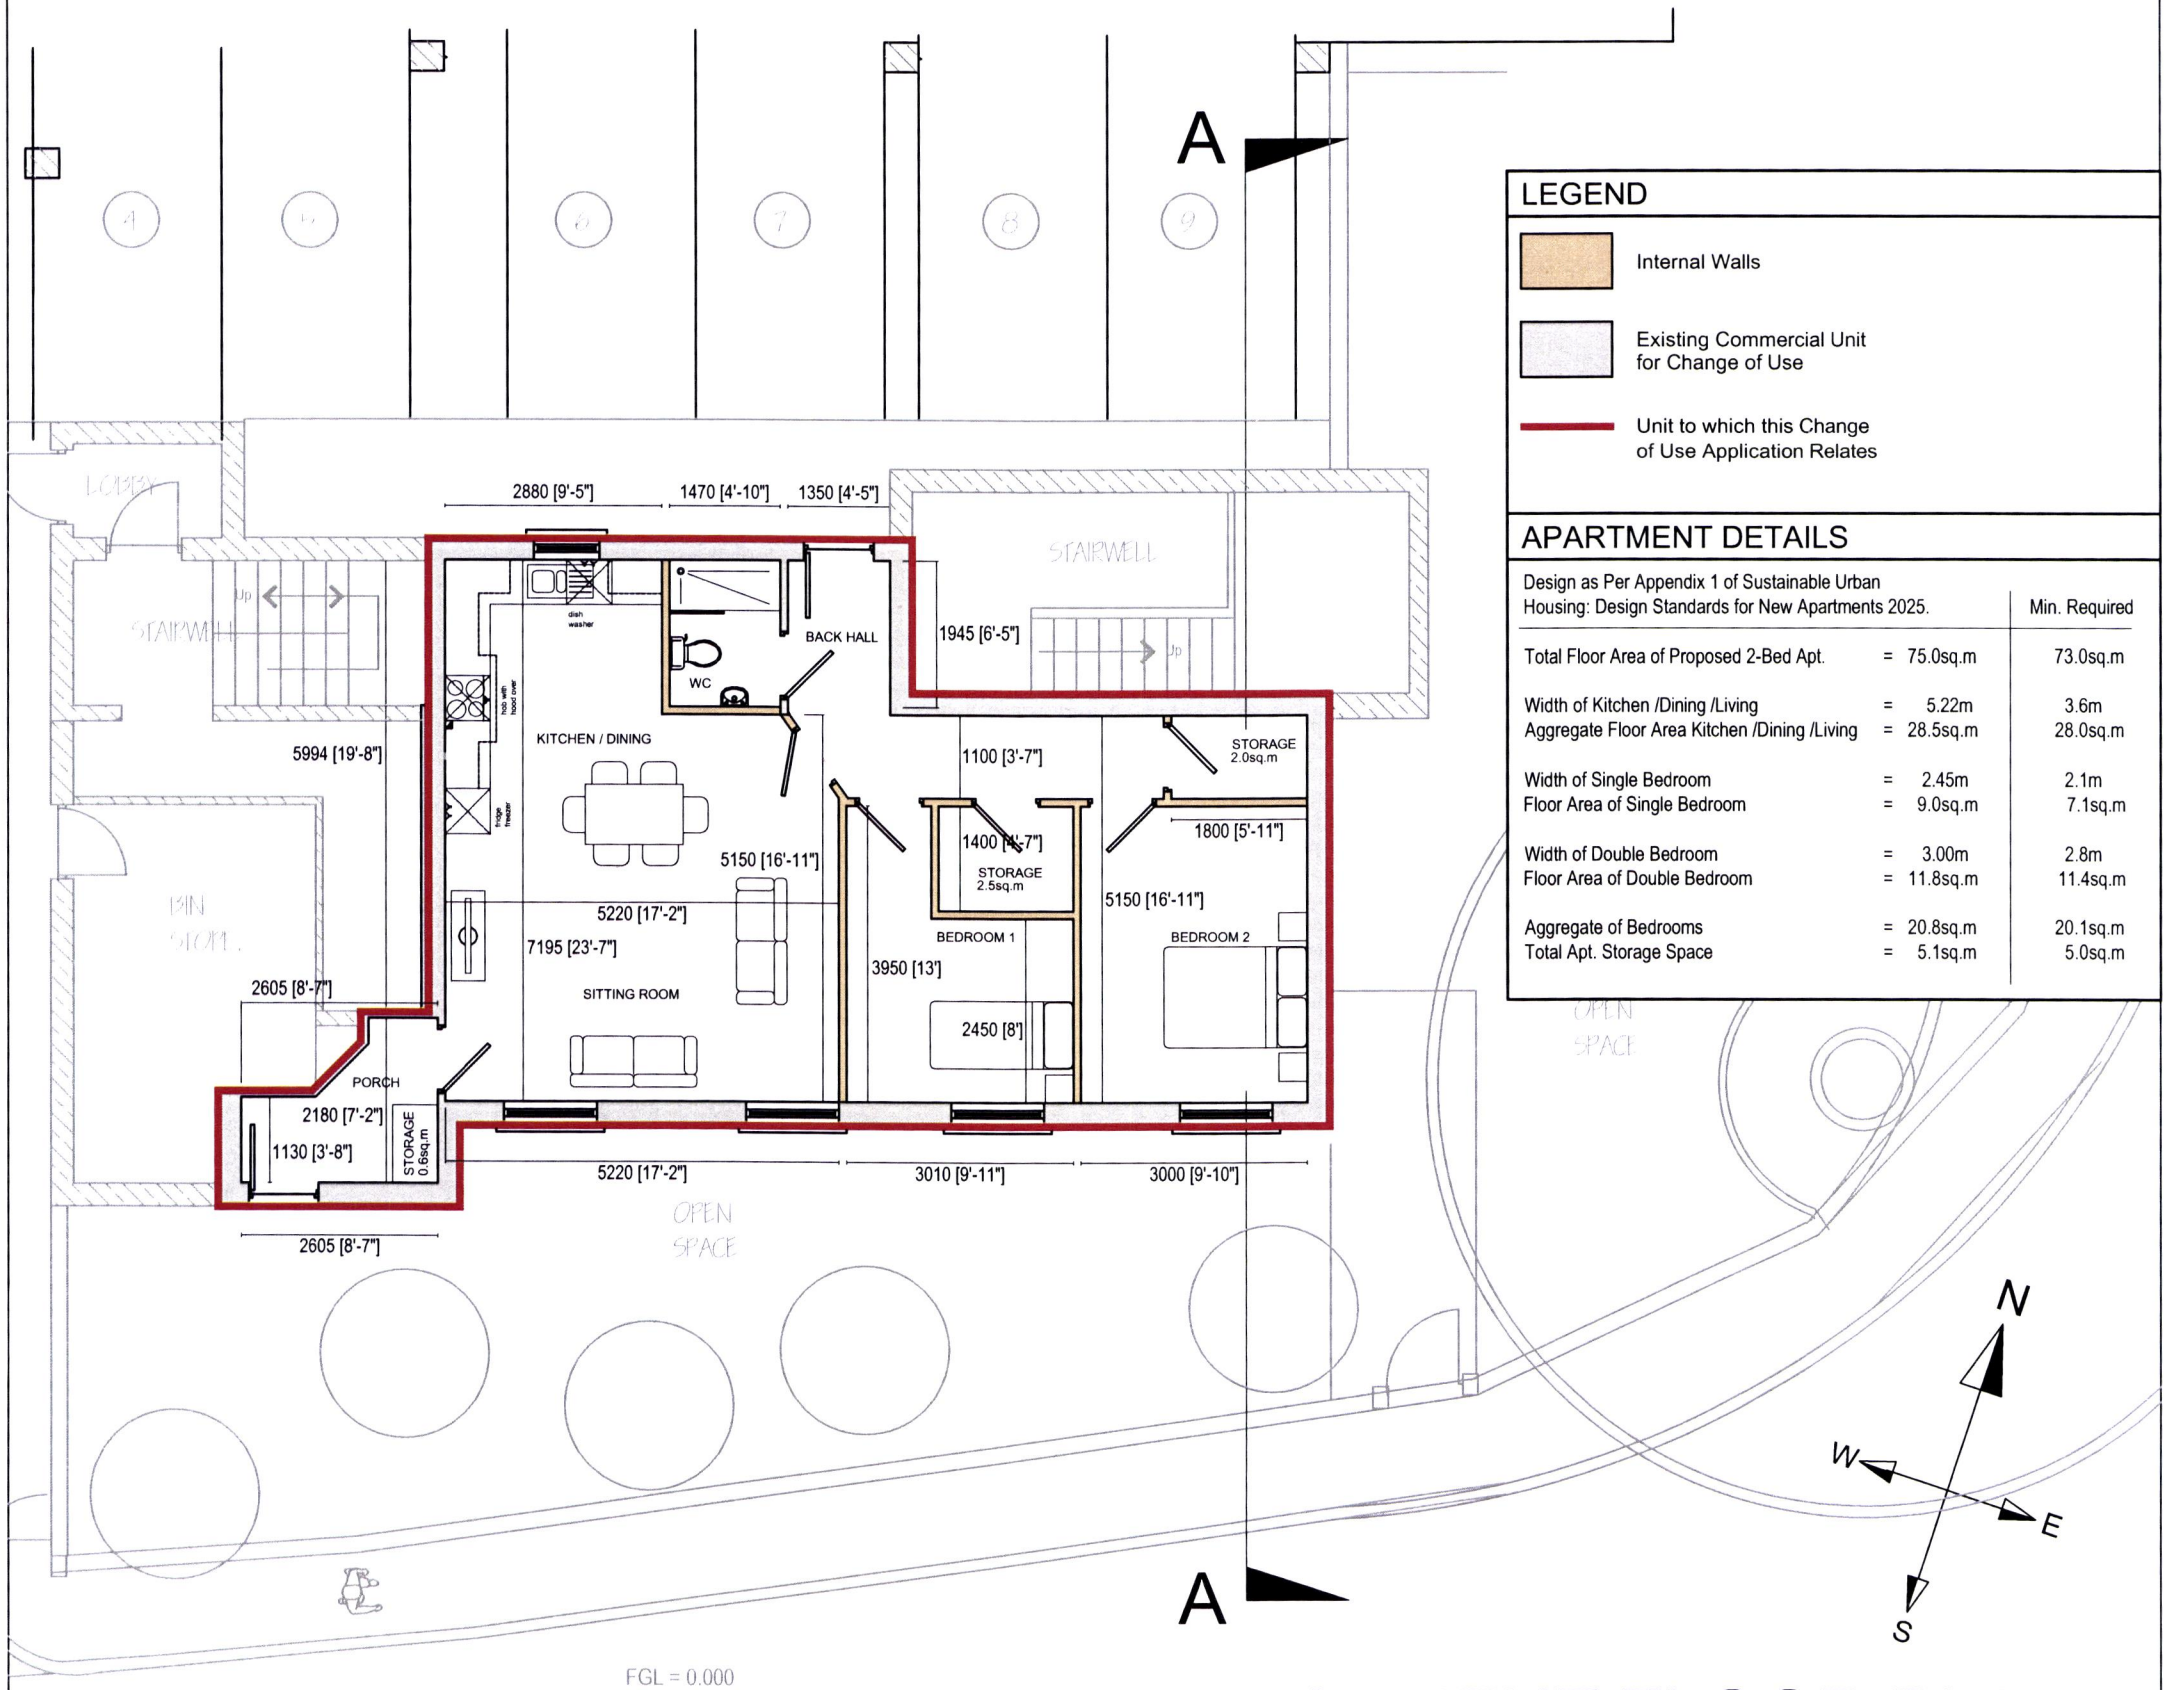 A
4
5
6
7
8
9
LEGEND
Internal Walls
Existing Commercial Unit
for Change of Use
Unit to which this Change
of Use Application Relates
APARTMENT DETAILS
Design as Per Appendix 1 of Sustainable Urban
Housing: Design Standards for New Apartments 2025.
Min. Required
Total Floor Area of Proposed 2-Bed Apt. = 75.0sq.m 73.0sq.m
Width of Kitchen /Dining /Living = 5.22m 3.6m
Aggregate Floor Area Kitchen /Dining /Living = 28.5sq.m 28.0sq.m
Width of Single Bedroom = 2.45m 2.1m
Floor Area of Single Bedroom = 9.0sq.m 7.1sq.m
Width of Double Bedroom = 3.00m 2.8m
Floor Area of Double Bedroom = 11.8sq.m 11.4sq.m
Aggregate of Bedrooms = 20.8sq.m 20.1sq.m
Total Apt. Storage Space = 5.1sq.m 5.0sq.m
LOBBY
2880 [9'-5"]
1470 [4'-10"]
1350 [4'-5"]
STAIRWELL
Up
STAIRWELL
Up
dish
washer
BACK HALL
1945 [6'-5"]
WC
hob with
hood over
KITCHEN / DINING
5994 [19'-8"]
1100 [3'-7"]
STORAGE
2.0sq.m
fridge
freezer
1800 [5'-11"]
1400 [4'-7"]
5150 [16'-11"]
STORAGE
2.5sq.m
5150 [16'-11"]
5220 [17'-2"]
BIN
STORE
7195 [23'-7"]
BEDROOM 1
BEDROOM 2
3950 [13']
SITTING ROOM
2605 [8'-7"]
2450 [8']
OPEN
SPACE
PORCH
2180 [7'-2"]
1130 [3'-8"]
STORAGE
0.6sq.m
5220 [17'-2"]
3010 [9'-11"]
3000 [9'-10"]
2605 [8'-7"]
OPEN
SPACE
N
W
E
S
A
FGL = 0.000